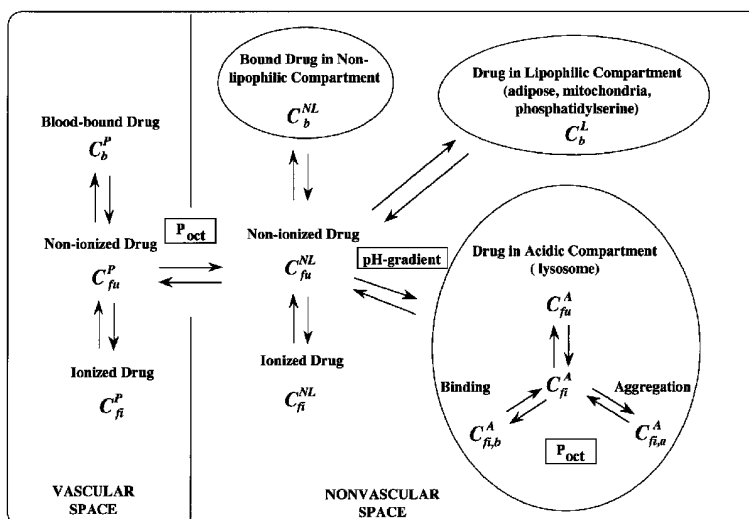 Blood-bound Drug
C_b^P
Non-ionized Drug
C_fu^P
Ionized Drug
C_fi^P
VASCULAR
SPACE
P_oct
Bound Drug in Non-
lipophilic Compartment
C_b^NL
Non-ionized Drug
C_fu^NL
Ionized Drug
C_fi^NL
pH-gradient
Drug in Lipophilic Compartment
(adipose, mitochondria,
phosphatidylserine)
C_b^L
Drug in Acidic Compartment
( lysosome)
C_fu^A
C_fi^A
Binding
Aggregation
C_fi,b^A
C_fi,a^A
P_oct
NONVASCULAR
SPACE